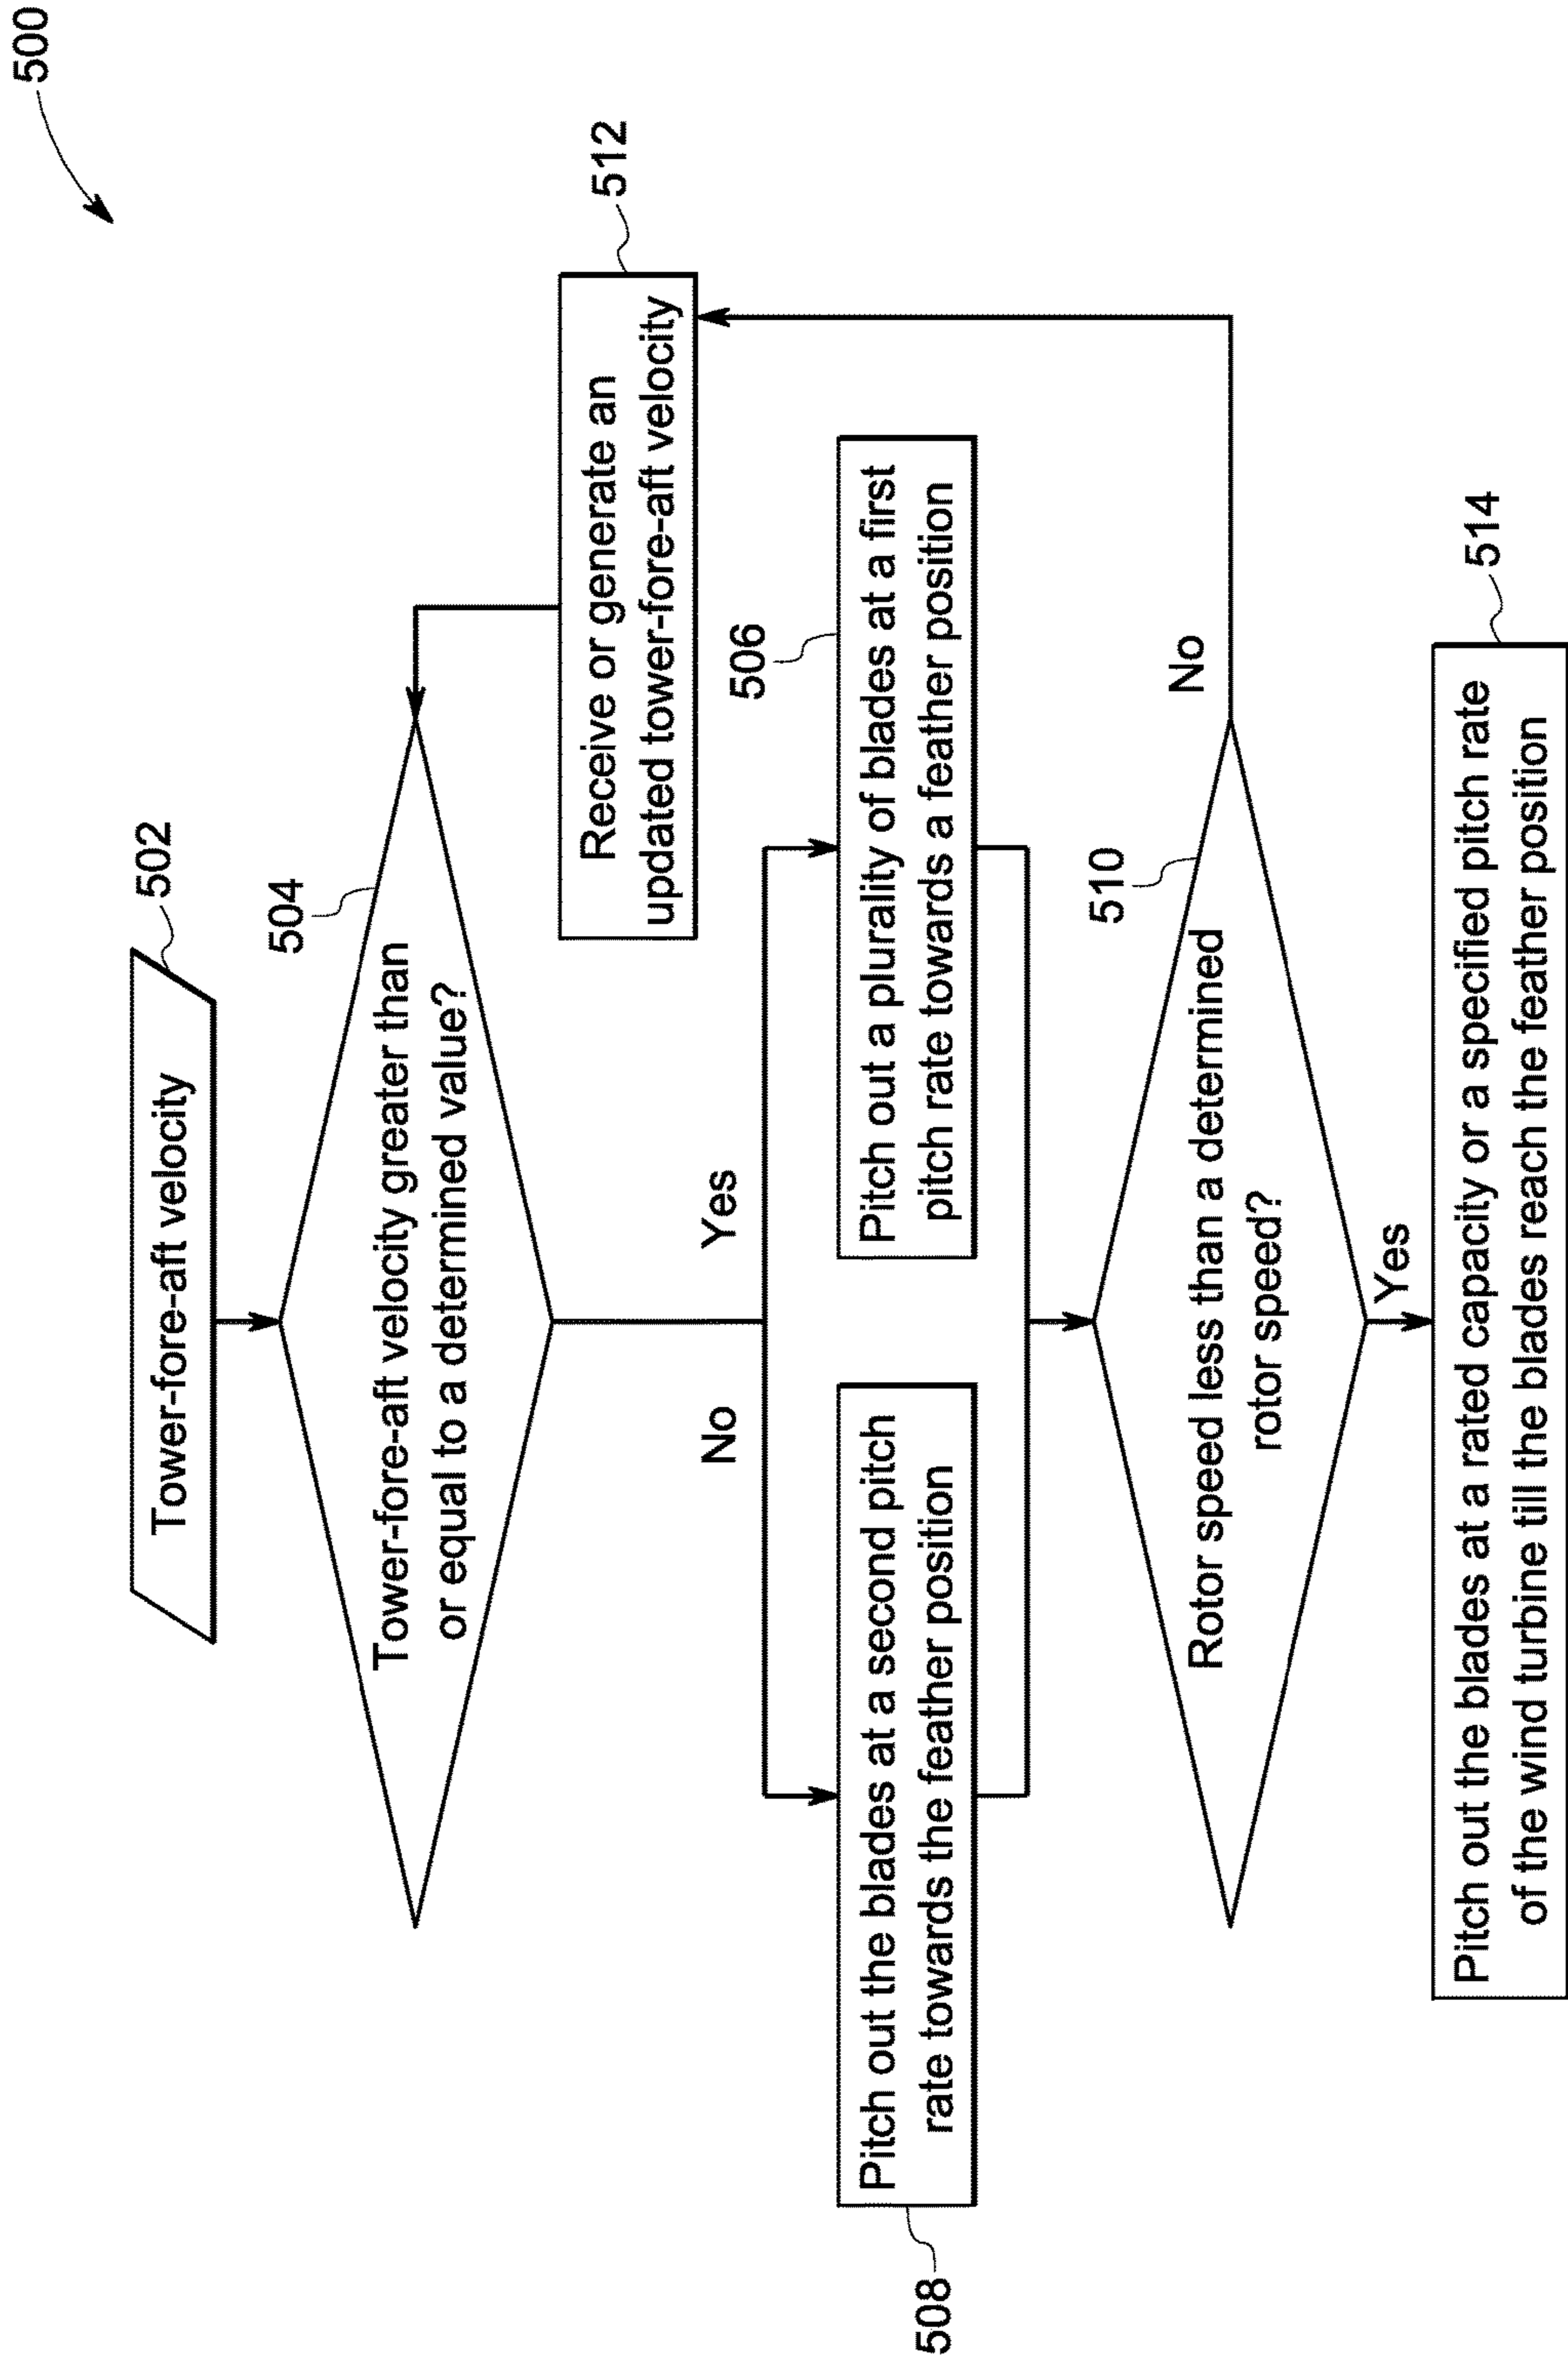 500
502
Tower-fore-aft velocity
504
Tower-fore-aft velocity greater than
or equal to a determined value?
512
Receive or generate an
updated tower-fore-aft velocity
No
Yes
508
Pitch out the blades at a second pitch
rate towards the feather position
506
Pitch out a plurality of blades at a first
pitch rate towards a feather position
510
Rotor speed less than a determined
rotor speed?
No
Yes
514
Pitch out the blades at a rated capacity or a specified pitch rate
of the wind turbine till the blades reach the feather position